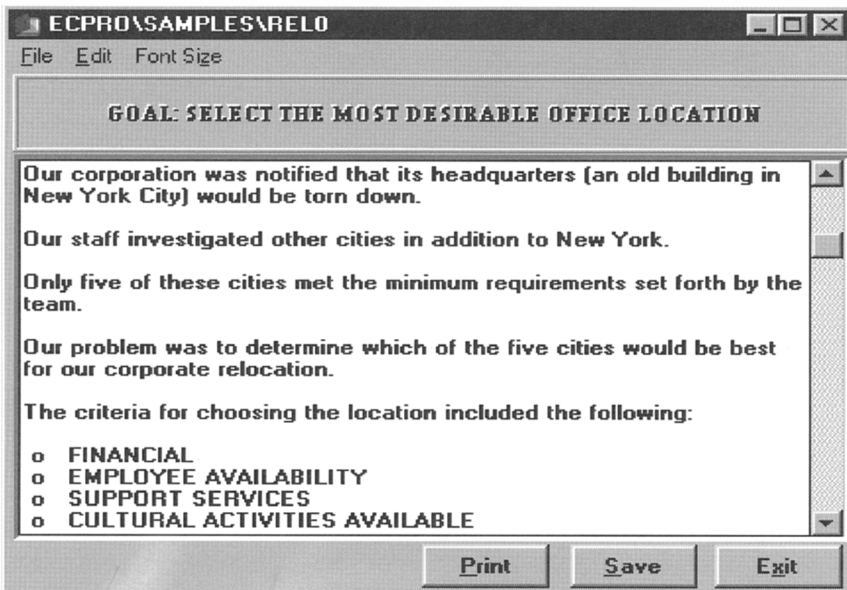 ECPRO\SAMPLES\RELO
File Edit Font Size
GOAL: SELECT THE MOST DESIRABLE OFFICE LOCATION
Our corporation was notified that its headquarters (an old building in
New York City) would be torn down.
Our staff investigated other cities in addition to New York.
Only five of these cities met the minimum requirements set forth by the
team.
Our problem was to determine which of the five cities would be best
for our corporate relocation.
The criteria for choosing the location included the following:
o FINANCIAL
o EMPLOYEE AVAILABILITY
o SUPPORT SERVICES
o CULTURAL ACTIVITIES AVAILABLE
Print Save Exit